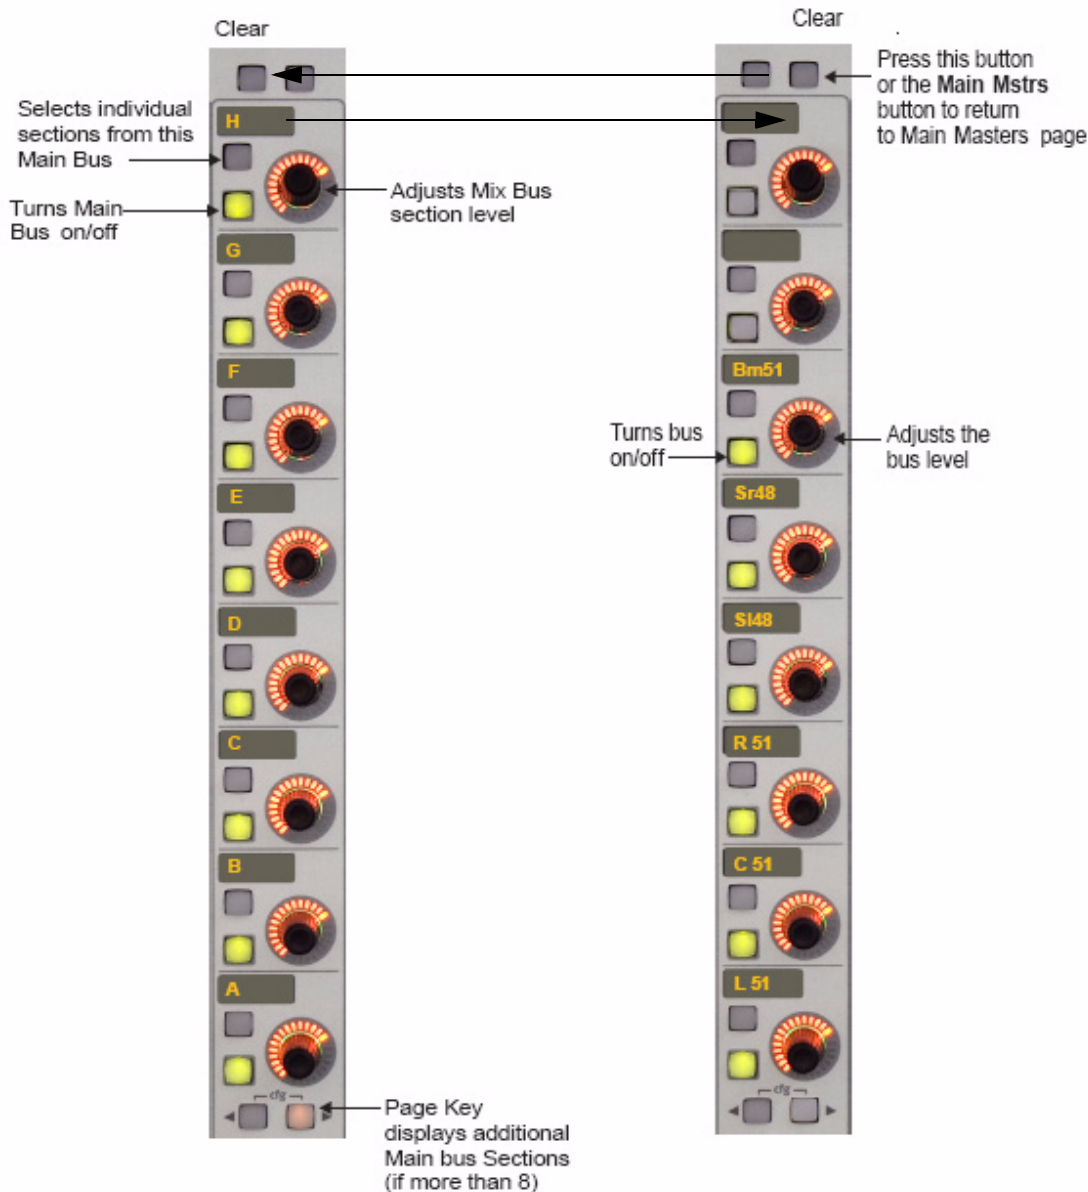 Clear
Selects individual
sections from this
Main Bus
Turns Main
Bus on/off
H
Adjusts Mix Bus
section level
G
F
E
D
C
B
A
cfg
Page Key
displays additional
Main bus Sections
(if more than 8)
Clear
Press this button
or the Main Mstrs
button to return
to Main Masters page
Bm51
Turns bus
on/off
Adjusts the
bus level
Sr48
Sl48
R 51
C 51
L 51
cfg